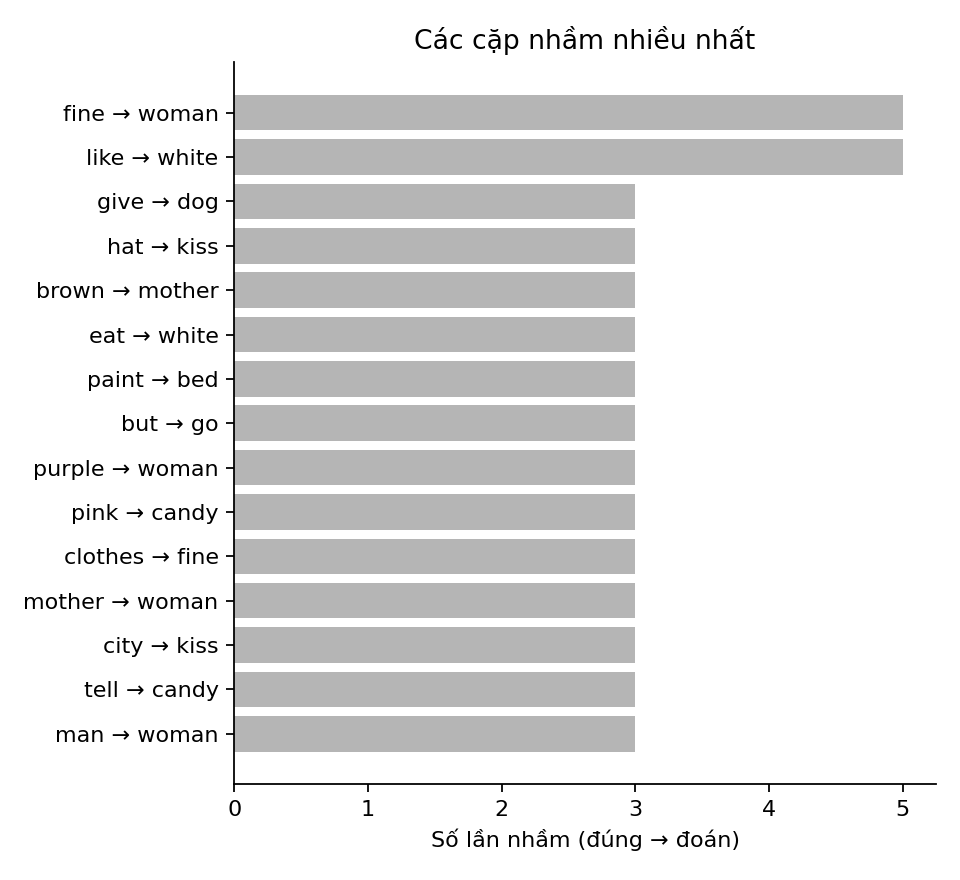 Các cặp nhầm nhiều nhất
fine → woman
like → white
give → dog
hat → kiss
brown → mother
eat → white
paint → bed
but → go
purple → woman
pink → candy
clothes → fine
mother → woman
city → kiss
tell → candy
man → woman
0 1 2 3 4 5
Số lần nhầm (đúng → đoán)